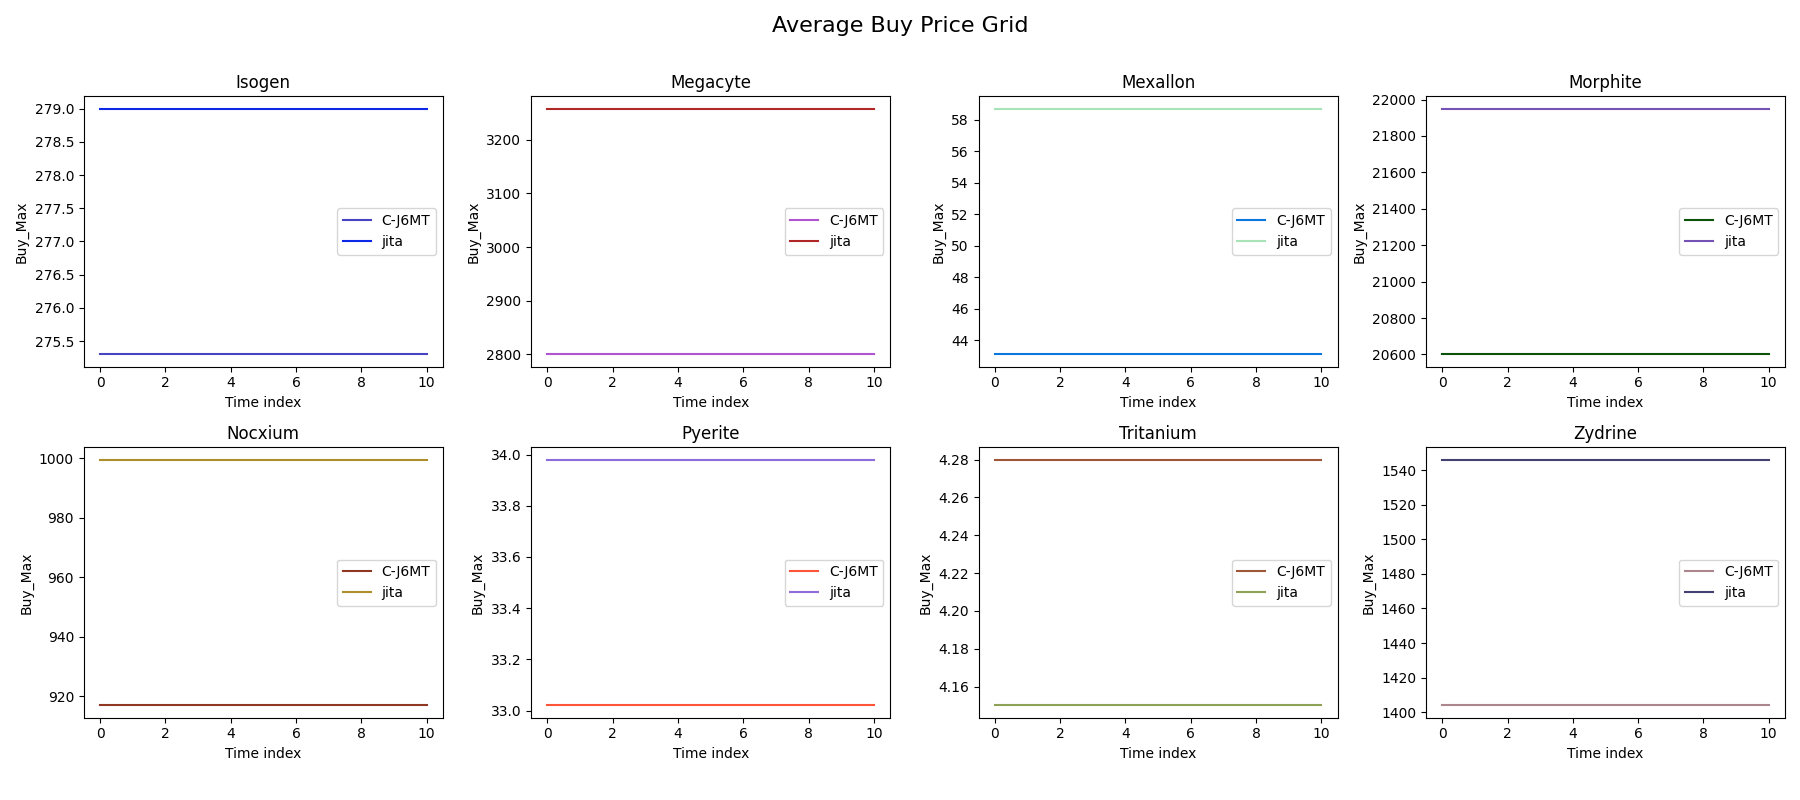 Average Buy Price Grid
Isogen
279.0
278.5
278.0
277.5
277.0
276.5
276.0
275.5
Buy_Max
C-J6MT
jita
0 2 4 6 8 10
Time index
Megacyte
3200
3100
3000
2900
2800
Buy_Max
C-J6MT
jita
0 2 4 6 8 10
Time index
Mexallon
58
56
54
52
50
48
46
44
Buy_Max
C-J6MT
jita
0 2 4 6 8 10
Time index
Morphite
22000
21800
21600
21400
21200
21000
20800
20600
Buy_Max
C-J6MT
jita
0 2 4 6 8 10
Time index
Nocxium
1000
980
960
940
920
Buy_Max
C-J6MT
jita
0 2 4 6 8 10
Time index
Pyerite
34.0
33.8
33.6
33.4
33.2
33.0
Buy_Max
C-J6MT
jita
0 2 4 6 8 10
Time index
Tritanium
4.28
4.26
4.24
4.22
4.20
4.18
4.16
Buy_Max
C-J6MT
jita
0 2 4 6 8 10
Time index
Zydrine
1540
1520
1500
1480
1460
1440
1420
1400
Buy_Max
C-J6MT
jita
0 2 4 6 8 10
Time index